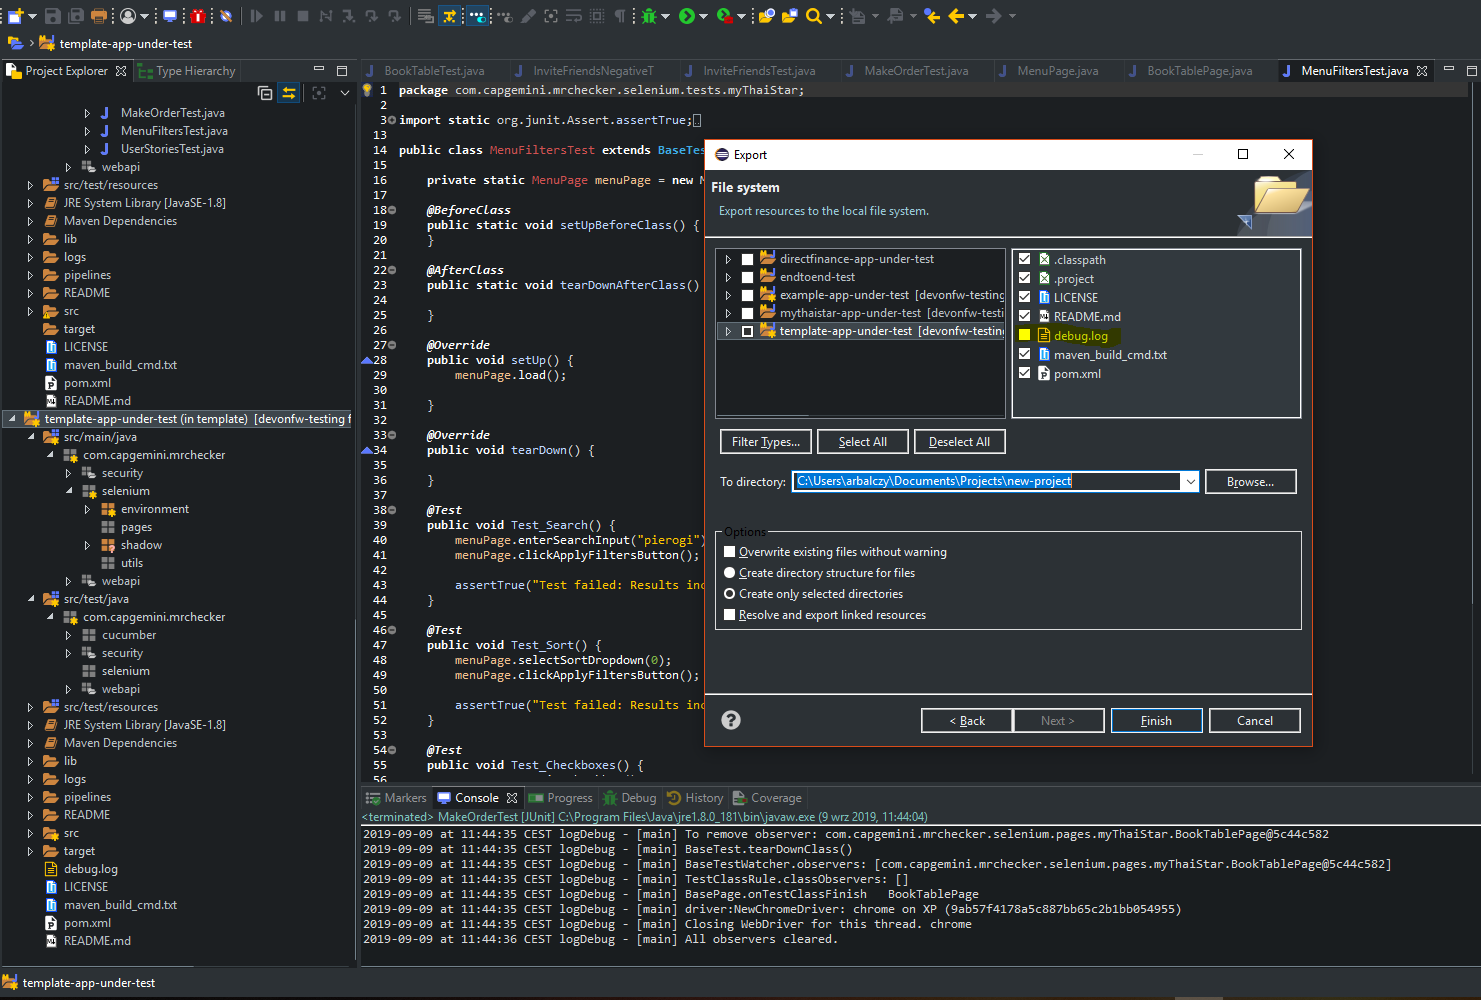 template-app-under-test
Project Explorer
Type Hierarchy
MakeOrderTest.java
MenuFiltersTest.java
UserStoriesTest.java
webapi
src/test/resources
JRE System Library [JavaSE-1.8]
Maven Dependencies
lib
logs
pipelines
README
src
target
LICENSE
maven_build_cmd.txt
pom.xml
README.md
template-app-under-test (in template) [devonfw-testing f
src/main/java
com.capgemini.mrchecker
security
selenium
environment
pages
shadow
utils
webapi
src/test/java
com.capgemini.mrchecker
cucumber
security
selenium
webapi
src/test/resources
JRE System Library [JavaSE-1.8]
Maven Dependencies
lib
logs
pipelines
README
src
target
debug.log
LICENSE
maven_build_cmd.txt
pom.xml
README.md
BookTableTest.java InviteFriendsNegativeT InviteFriendsTest.java MakeOrderTest.java MenuPage.java BookTablePage.java MenuFiltersTest.java
1 package com.capgemini.mrchecker.selenium.tests.myThaiStar;
2
3 import static org.junit.Assert.assertTrue;
13
14 public class MenuFiltersTest extends BaseTes
15
16 private static MenuPage menuPage = new M
17
18 @BeforeClass
19 public static void setUpBeforeClass() {
20 }
21
22 @AfterClass
23 public static void tearDownAfterClass()
24
25 }
26
27 @Override
28 public void setUp() {
29 menuPage.load();
30
31 }
32
33 @Override
34 public void tearDown() {
35
36 }
37
38 @Test
39 public void Test_Search() {
40 menuPage.enterSearchInput("pierogi")
41 menuPage.clickApplyFiltersButton();
42
43 assertTrue("Test failed: Results inc
44 }
45
46 @Test
47 public void Test_Sort() {
48 menuPage.selectSortDropdown(0);
49 menuPage.clickApplyFiltersButton();
50
51 assertTrue("Test failed: Results inc
52 }
53
54 @Test
55 public void Test_Checkboxes() {
56
Export
File system
Export resources to the local file system.
directfinance-app-under-test
endtoend-test
example-app-under-test [devonfw-testing
mythaistar-app-under-test [devonfw-testi
template-app-under-test [devonfw-testing
.classpath
.project
LICENSE
README.md
debug.log
maven_build_cmd.txt
pom.xml
Filter Types... Select All Deselect All
To directory: C:\Users\arbalczy\Documents\Projects\new-project Browse...
Options
Overwrite existing files without warning
Create directory structure for files
Create only selected directories
Resolve and export linked resources
< Back Next > Finish Cancel
Markers Console Progress Debug History Coverage
<terminated> MakeOrderTest [JUnit] C:\Program Files\Java\jre1.8.0_181\bin\javaw.exe (9 wrz 2019, 11:44:04)
2019-09-09 at 11:44:35 CEST logDebug - [main] To remove observer: com.capgemini.mrchecker.selenium.pages.myThaiStar.BookTablePage@5c44c582
2019-09-09 at 11:44:35 CEST logDebug - [main] BaseTest.tearDownClass()
2019-09-09 at 11:44:35 CEST logDebug - [main] BaseTestWatcher.observers: [com.capgemini.mrchecker.selenium.pages.myThaiStar.BookTablePage@5c44c582]
2019-09-09 at 11:44:35 CEST logDebug - [main] TestClassRule.classObservers: []
2019-09-09 at 11:44:35 CEST logDebug - [main] BasePage.onTestClassFinish BookTablePage
2019-09-09 at 11:44:35 CEST logDebug - [main] driver:NewChromeDriver: chrome on XP (9ab57f4178a5c887bb65c2b1bb054955)
2019-09-09 at 11:44:35 CEST logDebug - [main] Closing WebDriver for this thread. chrome
2019-09-09 at 11:44:36 CEST logDebug - [main] All observers cleared.
template-app-under-test